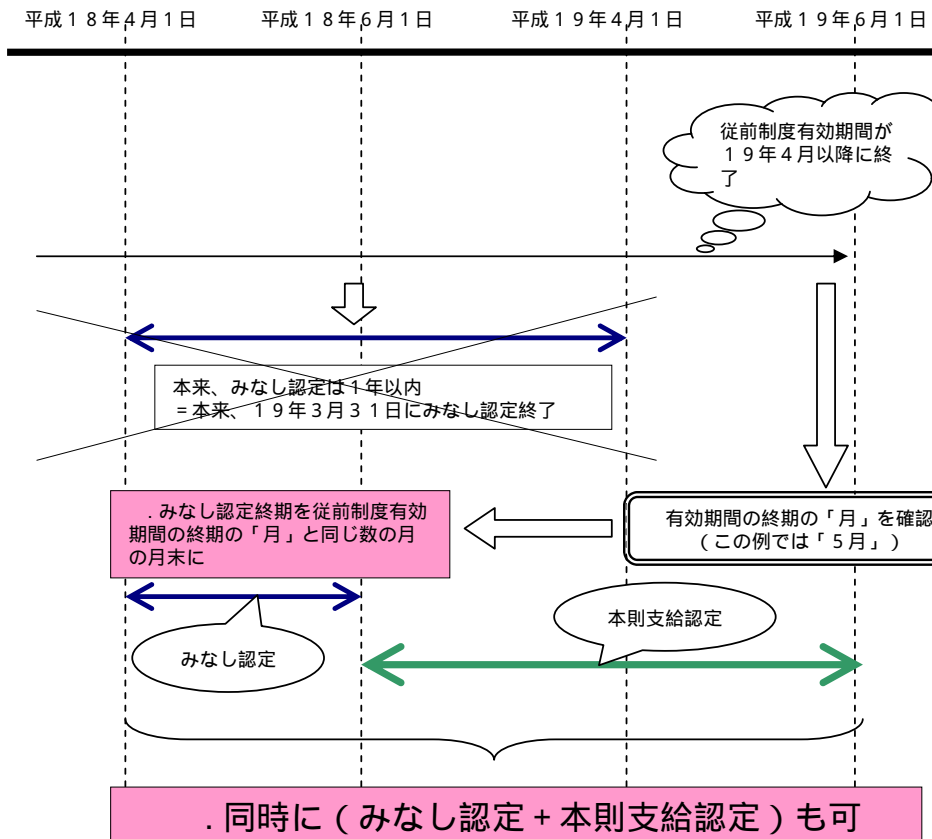 平成１８年４月１日
平成１８年６月１日
平成１９年４月１日
平成１９年６月１日
従前制度有効期間が
１９年４月以降に終
了
本来、みなし認定は１年以内
＝本来、１９年３月３１日にみなし認定終了
．みなし認定終期を従前制度有効
期間の終期の「月」と同じ数の月
の月末に
有効期間の終期の「月」を確認
（この例では「５月」）
みなし認定
本則支給認定
．同時に（みなし認定＋本則支給認定）も可